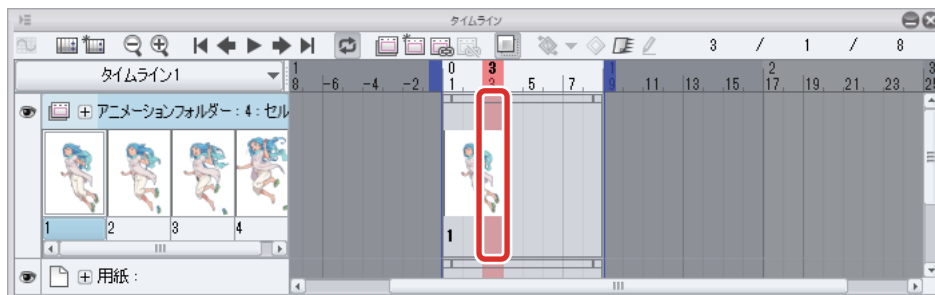 タイムライン
3 / 1 / 8
タイムライン1
1 0 3 1 2 3
8 -6 -4 -2 1 3 5 7 9 11 13 15 17 19 21 23 25
アニメーションフォルダー : 4 : セル
1 2 3 4
1
用紙 :